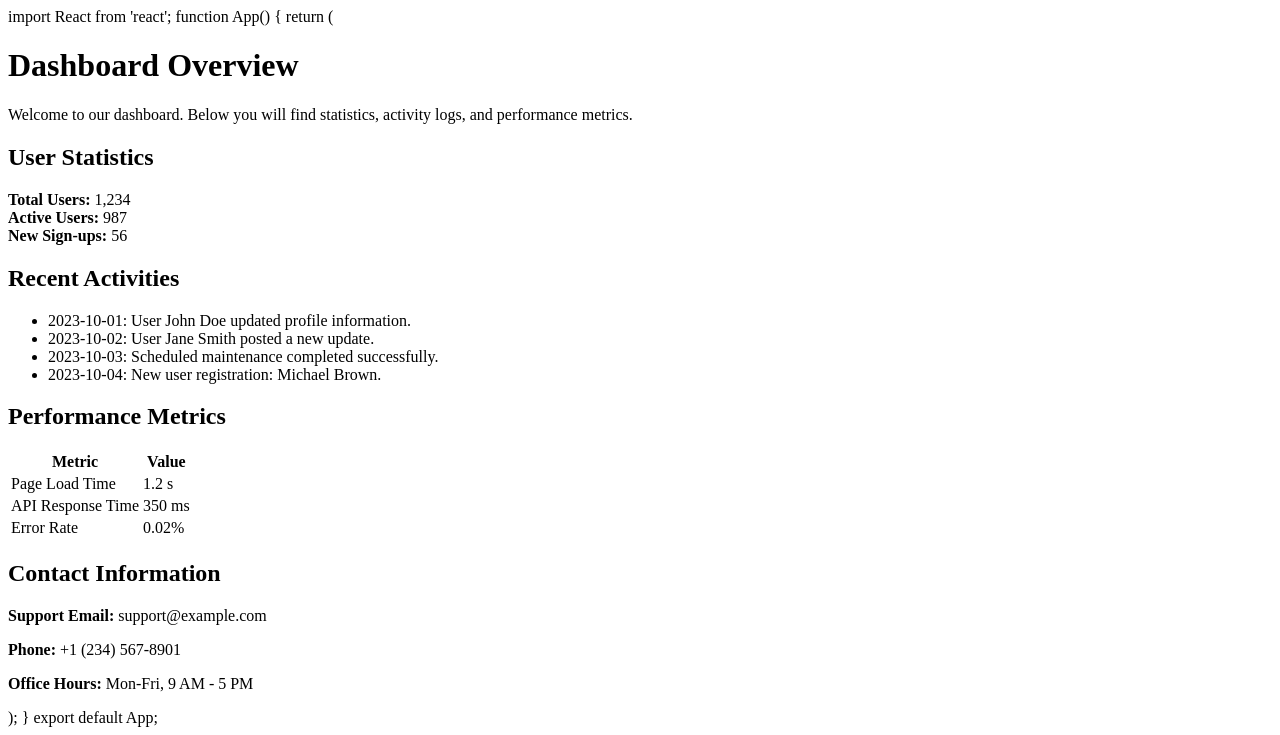 import React from 'react'; function App() { return (
Dashboard Overview
Welcome to our dashboard. Below you will find statistics, activity logs, and performance metrics.
User Statistics
Total Users: 1,234
Active Users: 987
New Sign-ups: 56
Recent Activities
2023-10-01: User John Doe updated profile information.
2023-10-02: User Jane Smith posted a new update.
2023-10-03: Scheduled maintenance completed successfully.
2023-10-04: New user registration: Michael Brown.
Performance Metrics
Metric Value
Page Load Time 1.2 s
API Response Time 350 ms
Error Rate 0.02%
Contact Information
Support Email: support@example.com
Phone: +1 (234) 567-8901
Office Hours: Mon-Fri, 9 AM - 5 PM
); } export default App;